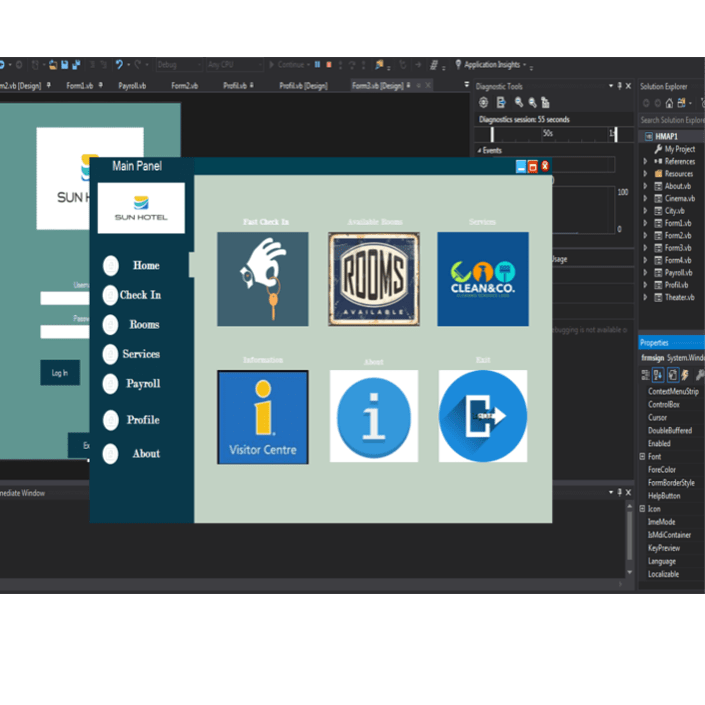 Debug
Any CPU
Continue
Application Insights
m2.vb [Design]
Form1.vb
Payroll.vb
Form2.vb
Profil.vb
Profil.vb [Design]
Form3.vb [Design]
Diagnostic Tools
Diagnostics session: 55 seconds
50s
Events
100
0
Usage
bugging is not available o
Solution Explorer
Search Solution Explore
HMAP1
My Project
References
Resources
About.vb
Cinema.vb
City.vb
Form1.vb
Form2.vb
Form3.vb
Form4.vb
Payroll.vb
Profil.vb
Theater.vb
Properties
frmsign System.Windo
ContextMenuStrip
ControlBox
Cursor
DoubleBuffered
Enabled
Font
ForeColor
FormBorderStyle
HelpButton
Icon
ImeMode
IsMdiContainer
KeyPreview
Language
Localizable
SUN H
Usern
Passw
Log In
Ex
mediate Window
Main Panel
SUN HOTEL
Home
Check In
Rooms
Services
Payroll
Profile
About
Fast Check In
Available Rooms
Services
ROOMS
AVAILABLE
CLEAN&CO.
Information
About
Exit
Visitor Centre